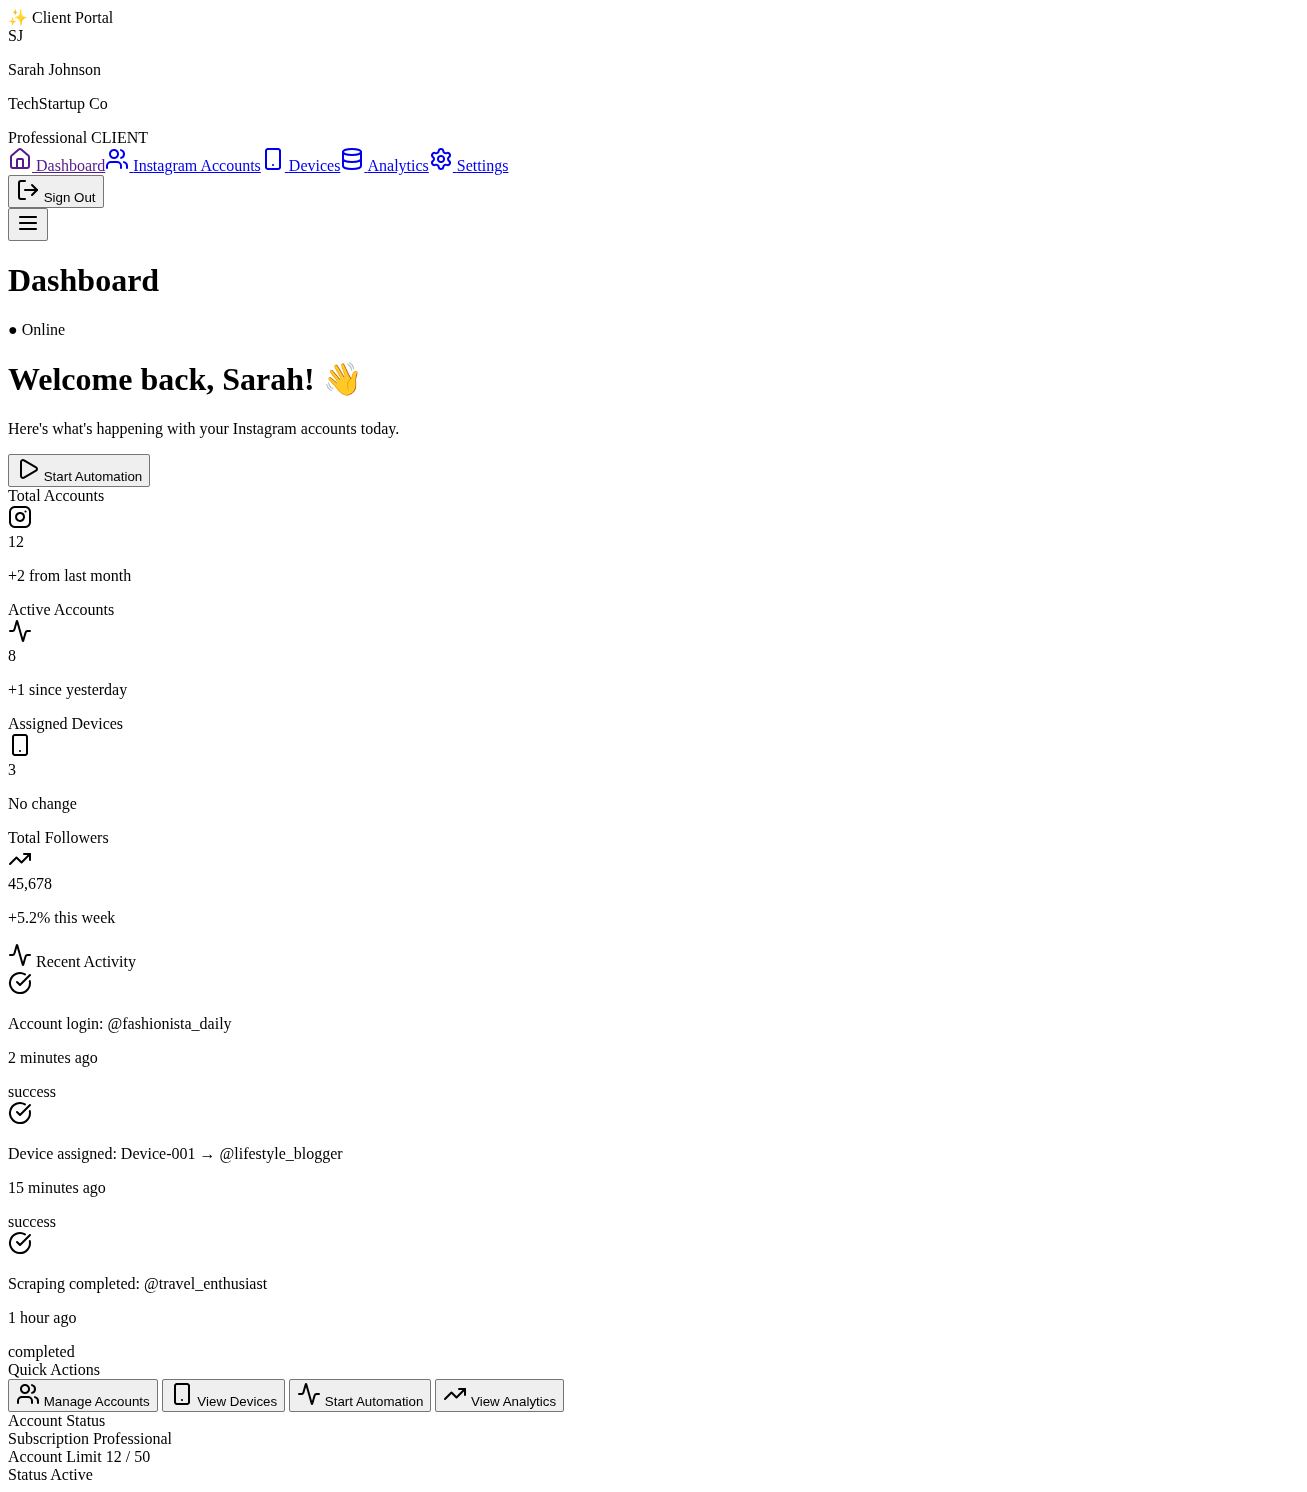 ✨ Client Portal
SJ
Sarah Johnson
TechStartup Co
Professional CLIENT
Dashboard Instagram Accounts Devices Analytics Settings
Sign Out
Dashboard
● Online
Welcome back, Sarah! 👋
Here's what's happening with your Instagram accounts today.
Start Automation
Total Accounts
12
+2 from last month
Active Accounts
8
+1 since yesterday
Assigned Devices
3
No change
Total Followers
45,678
+5.2% this week
Recent Activity
Account login: @fashionista_daily
2 minutes ago
success
Device assigned: Device-001 → @lifestyle_blogger
15 minutes ago
success
Scraping completed: @travel_enthusiast
1 hour ago
completed
Quick Actions
Manage Accounts View Devices Start Automation View Analytics
Account Status
Subscription Professional
Account Limit 12 / 50
Status Active